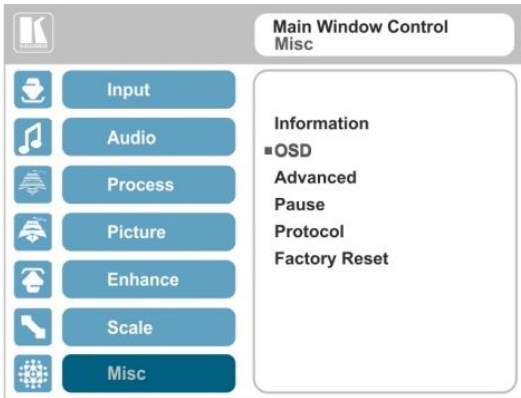 Main Window Control
Misc
Input
Audio
Process
Picture
Enhance
Scale
Misc
Information
OSD
Advanced
Pause
Protocol
Factory Reset